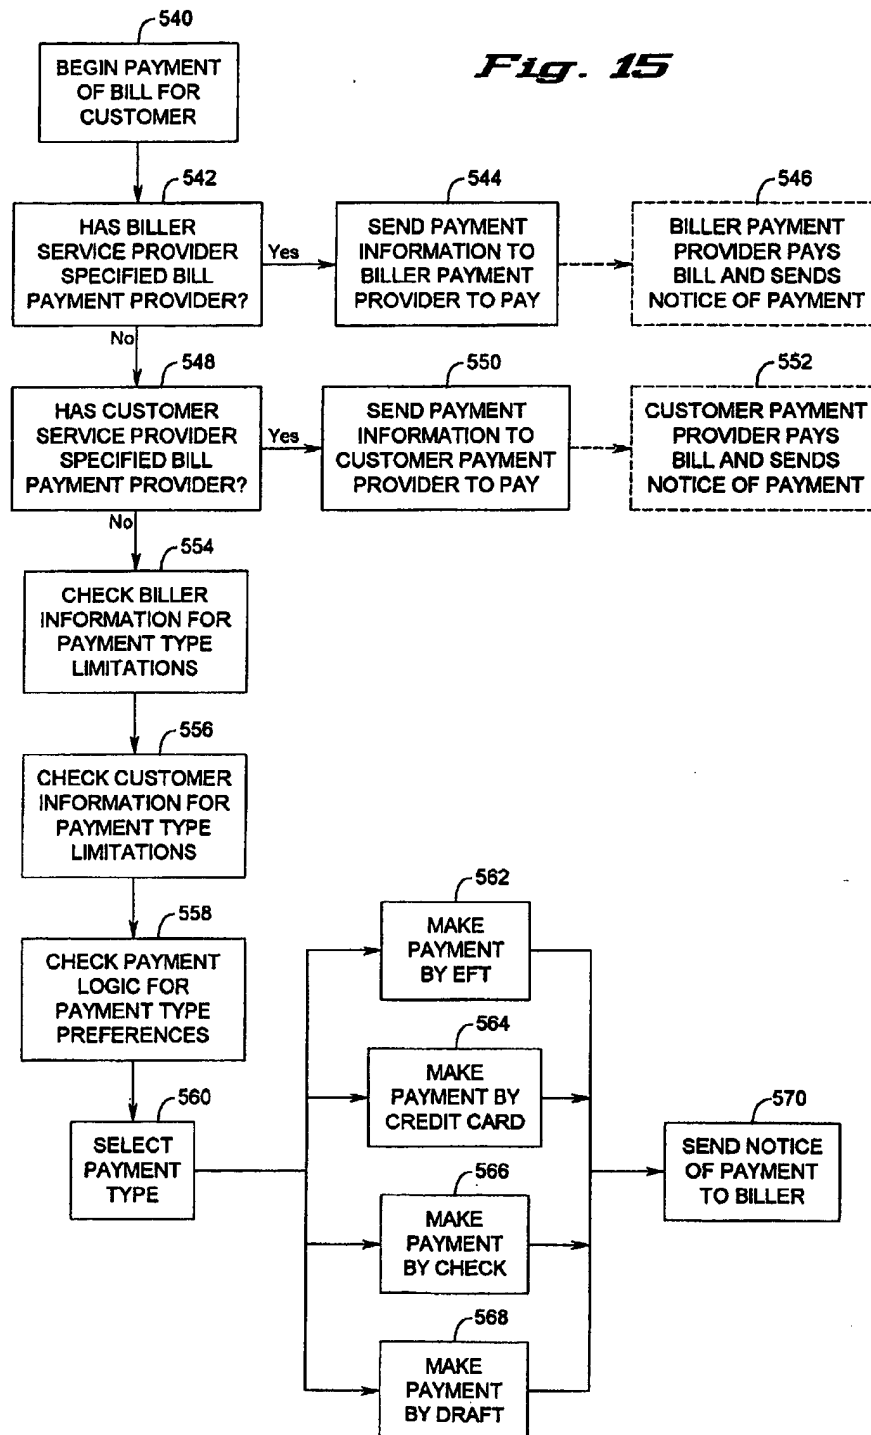 Fig. 15
540
BEGIN PAYMENT
OF BILL FOR
CUSTOMER
542
HAS BILLER
SERVICE PROVIDER
SPECIFIED BILL
PAYMENT PROVIDER?
Yes
No
544
SEND PAYMENT
INFORMATION TO
BILLER PAYMENT
PROVIDER TO PAY
546
BILLER PAYMENT
PROVIDER PAYS
BILL AND SENDS
NOTICE OF PAYMENT
548
HAS CUSTOMER
SERVICE PROVIDER
SPECIFIED BILL
PAYMENT PROVIDER?
Yes
No
550
SEND PAYMENT
INFORMATION TO
CUSTOMER PAYMENT
PROVIDER TO PAY
552
CUSTOMER PAYMENT
PROVIDER PAYS
BILL AND SENDS
NOTICE OF PAYMENT
554
CHECK BILLER
INFORMATION FOR
PAYMENT TYPE
LIMITATIONS
556
CHECK CUSTOMER
INFORMATION FOR
PAYMENT TYPE
LIMITATIONS
558
CHECK PAYMENT
LOGIC FOR
PAYMENT TYPE
PREFERENCES
560
SELECT
PAYMENT
TYPE
562
MAKE
PAYMENT
BY EFT
564
MAKE
PAYMENT BY
CREDIT CARD
566
MAKE
PAYMENT
BY CHECK
568
MAKE
PAYMENT
BY DRAFT
570
SEND NOTICE
OF PAYMENT
TO BILLER